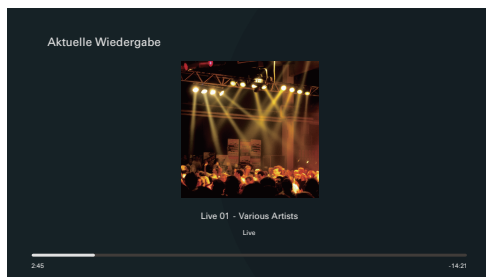 Aktuelle Wiedergabe
Live 01 - Various Artists
Live
2:45
-14:21